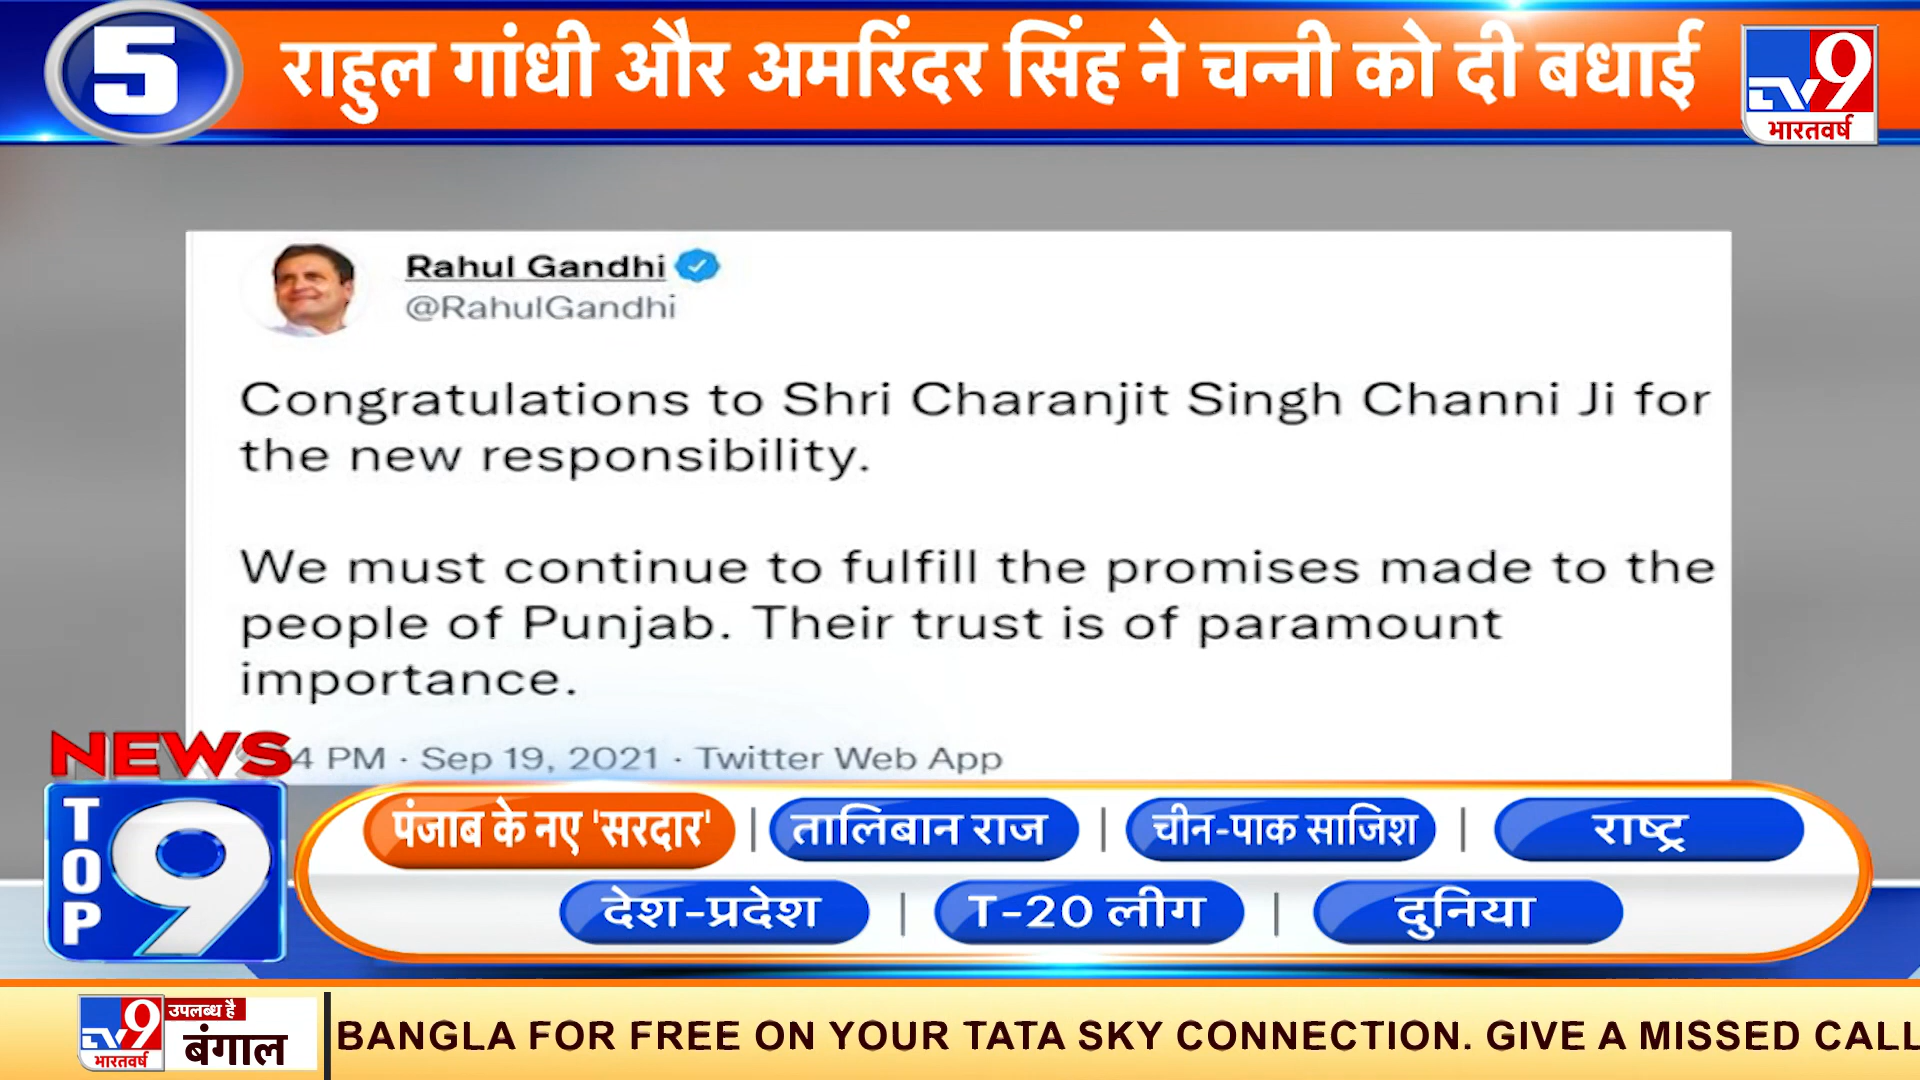 5
राहुल गांधी और अमरिंदर सिंह ने चन्नी को दी बधाई
TV9
भारतवर्ष
Rahul Gandhi
@RahulGandhi
Congratulations to Shri Charanjit Singh Channi Ji for
the new responsibility.
We must continue to fulfill the promises made to the
people of Punjab. Their trust is of paramount
importance.
4 PM · Sep 19, 2021 · Twitter Web App
NEWS
TOP
9
पंजाब के नए 'सरदार' | तालिबान राज | चीन-पाक साजिश | राष्ट्र
देश-प्रदेश | T-20 लीग | दुनिया
TV9
भारतवर्ष
उपलब्ध है
बंगाल
BANGLA FOR FREE ON YOUR TATA SKY CONNECTION. GIVE A MISSED CALL